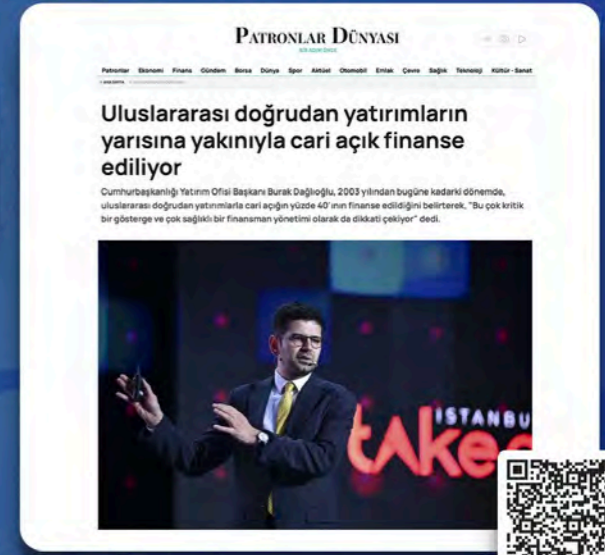 PATRONLAR DÜNYASI
Patronlar Ekonomi Finans Gündem Borsa Dünya Spor Aktüel Otomobil Emlak Çevre Sağlık Teknoloji Kültür-Sanat
Uluslararası doğrudan yatırımların
yarısına yakınıyla cari açık finanse
ediliyor
Cumhurbaşkanlığı Yatırım Ofisi Başkanı Burak Dağlıoğlu, 2003 yılından bugüne kadarki dönemde,
uluslararası doğrudan yatırımlarla cari açığın yüzde 40'ının finanse edildiğini belirterek, "Bu çok kritik
bir gösterge ve çok sağlıklı bir finansman yönetimi olarak da dikkati çekiyor" dedi.
ISTANBU
tAke